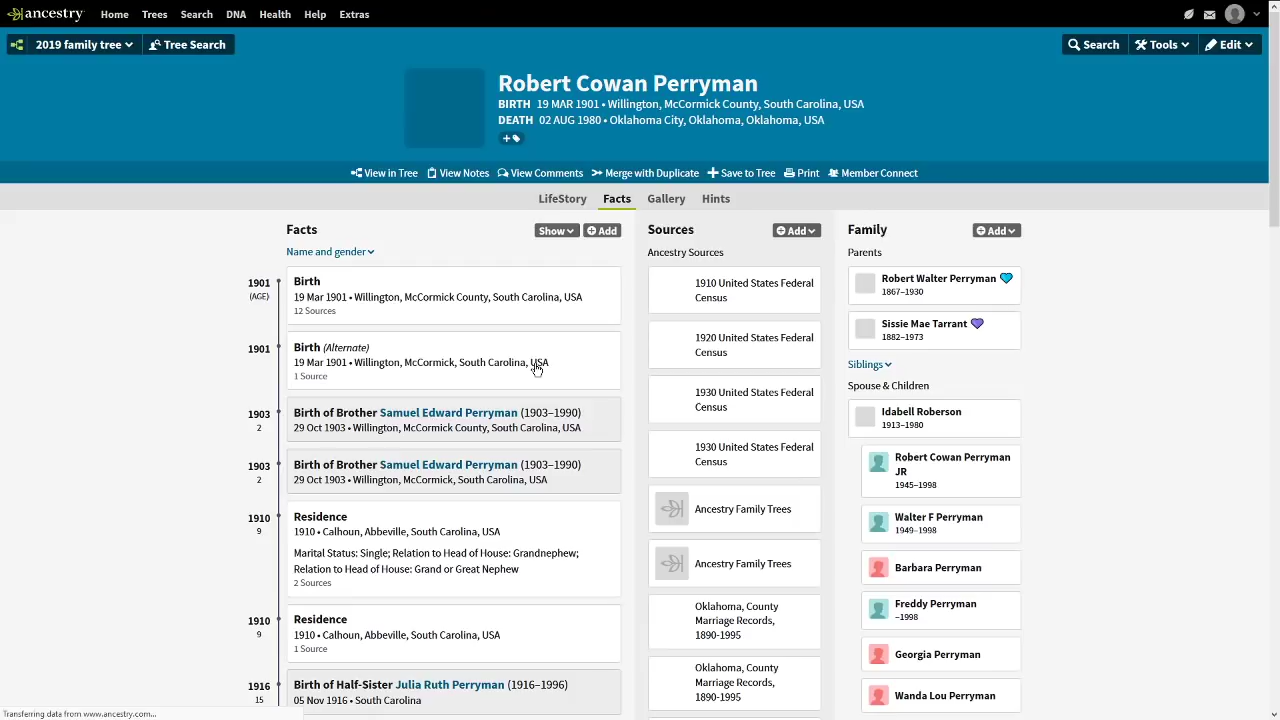 ancestry Home Trees Search DNA Health Help Extras
2019 family tree Tree Search Search Tools Edit
Robert Cowan Perryman
BIRTH 19 MAR 1901 • Willington, McCormick County, South Carolina, USA
DEATH 02 AUG 1980 • Oklahoma City, Oklahoma, Oklahoma, USA
+
View in Tree View Notes View Comments Merge with Duplicate Save to Tree Print Member Connect
LifeStory Facts Gallery Hints
Facts Show Add
Name and gender
1901
(AGE)
Birth
19 Mar 1901 • Willington, McCormick County, South Carolina, USA
12 Sources
1901
Birth (Alternate)
19 Mar 1901 • Willington, McCormick, South Carolina, USA
1 Source
1903
2
Birth of Brother Samuel Edward Perryman (1903–1990)
29 Oct 1903 • Willington, McCormick County, South Carolina, USA
1903
2
Birth of Brother Samuel Edward Perryman (1903–1990)
29 Oct 1903 • Willington, McCormick, South Carolina, USA
1910
9
Residence
1910 • Calhoun, Abbeville, South Carolina, USA
Marital Status: Single; Relation to Head of House: Grandnephew;
Relation to Head of House: Grand or Great Nephew
2 Sources
1910
9
Residence
1910 • Calhoun, Abbeville, South Carolina, USA
1 Source
1916
15
Birth of Half-Sister Julia Ruth Perryman (1916–1996)
05 Nov 1916 • South Carolina
Sources Add
Ancestry Sources
1910 United States Federal
Census
1920 United States Federal
Census
1930 United States Federal
Census
1930 United States Federal
Census
Ancestry Family Trees
Ancestry Family Trees
Oklahoma, County
Marriage Records,
1890-1995
Oklahoma, County
Marriage Records,
1890-1995
Family Add
Parents
Robert Walter Perryman
1867–1930
Sissie Mae Tarrant
1882–1973
Siblings
Spouse & Children
Idabell Roberson
1913–1980
Robert Cowan Perryman
JR
1945–1998
Walter F Perryman
1949–1998
Barbara Perryman
Freddy Perryman
–1998
Georgia Perryman
Wanda Lou Perryman
Transferring data from www.ancestry.com...